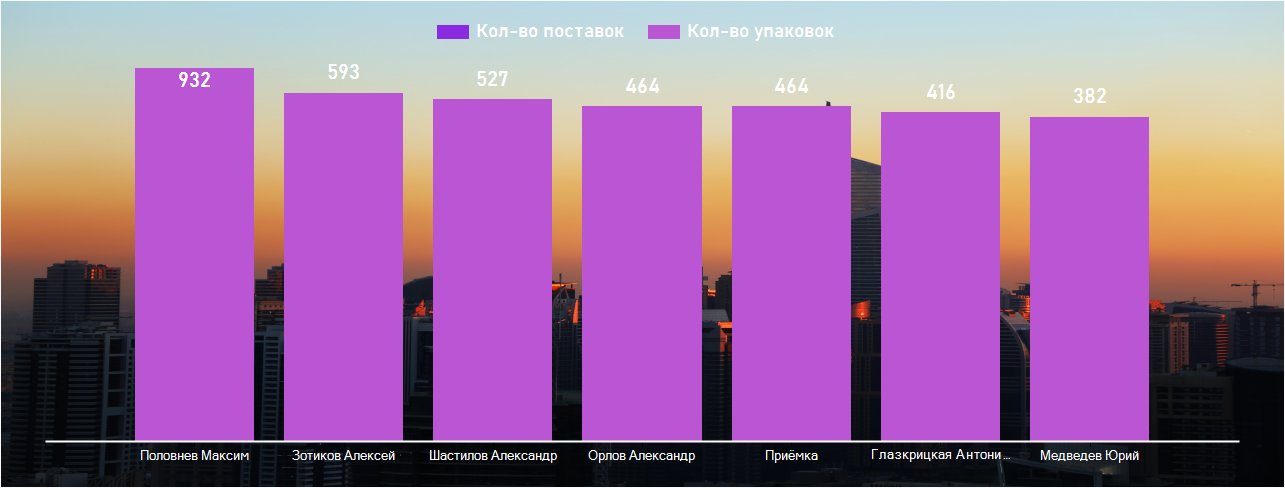 Кол-во поставок Кол-во упаковок
932 593 527 464 464 416 382
Половнев Максим Зотиков Алексей Шастилов Александр Орлов Александр Приёмка Глазкрицкая Антони... Медведев Юрий